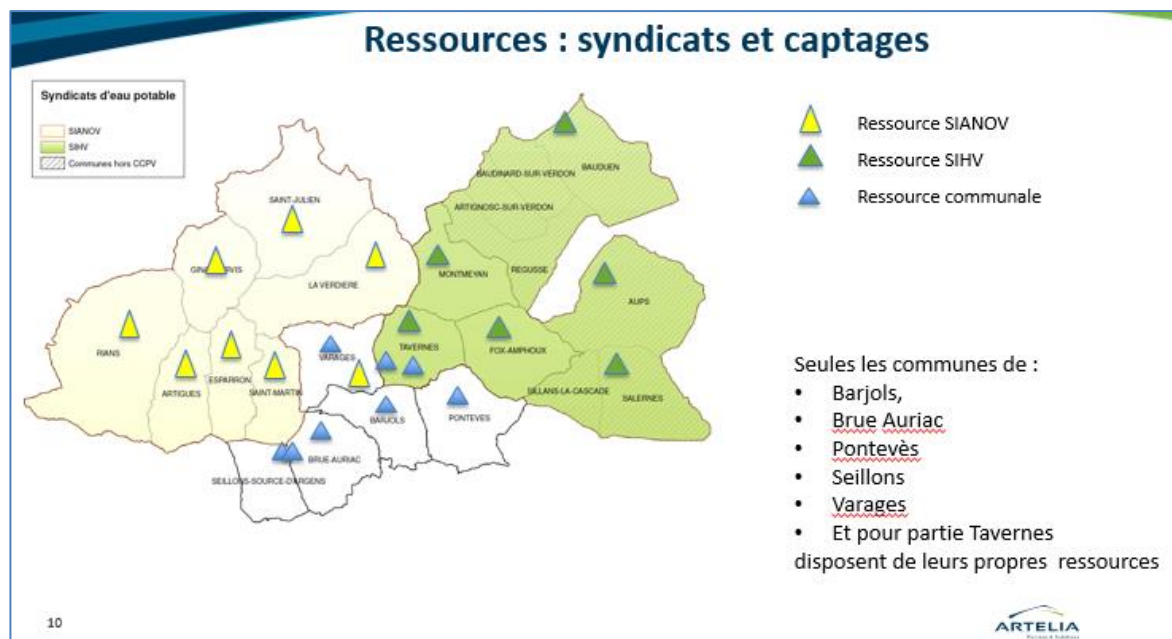 Ressources : syndicats et captages
Syndicats d'eau potable
SIANOV
SIHV
Communes hors CCPV
Ressource SIANOV
Ressource SIHV
Ressource communale
BAUDUEN
BAUDINARD-SUR-VERDON
ARTIGNOSC-SUR-VERDON
SAINT-JULIEN
LA VERDIERE
MONTMEYAN
REGUSSE
AUPS
RIANS
ARTIGUES
ESPARRON
SAINT-MARTIN
VARAGES
TAVERNES
FOX-AMPHOUX
SILLANS-LA-CASCADE
SALERNES
BARJOLS
PONTEVES
BRUE-AURIAC
SEILLONS-SOURCE-D'ARGENS
Seules les communes de :
• Barjols,
• Brue Auriac
• Pontevès
• Seillons
• Varages
• Et pour partie Tavernes
disposent de leurs propres ressources
10
ARTELIA